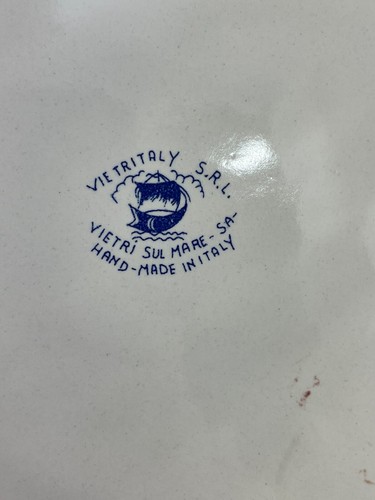 VIETRITALY S.R.L.
VIETRI SUL MARE - SA-
HAND-MADE IN ITALY